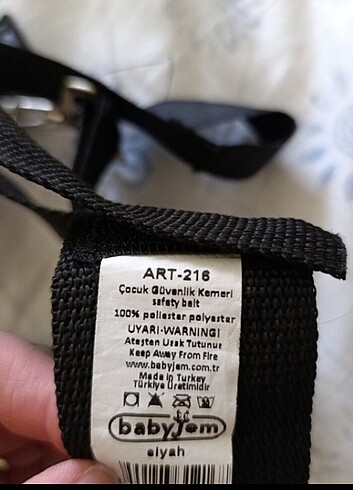 ART-216
Çocuk Güvenlik Kemeri
safety belt
100% poliester polyester
UYARI-WARNING!
Ateşten Uzak Tutunuz
Keep Away From Fire
www.babyjem.com.tr
Made in Turkey
Türkiye Üretimidir
babyjem
siyah